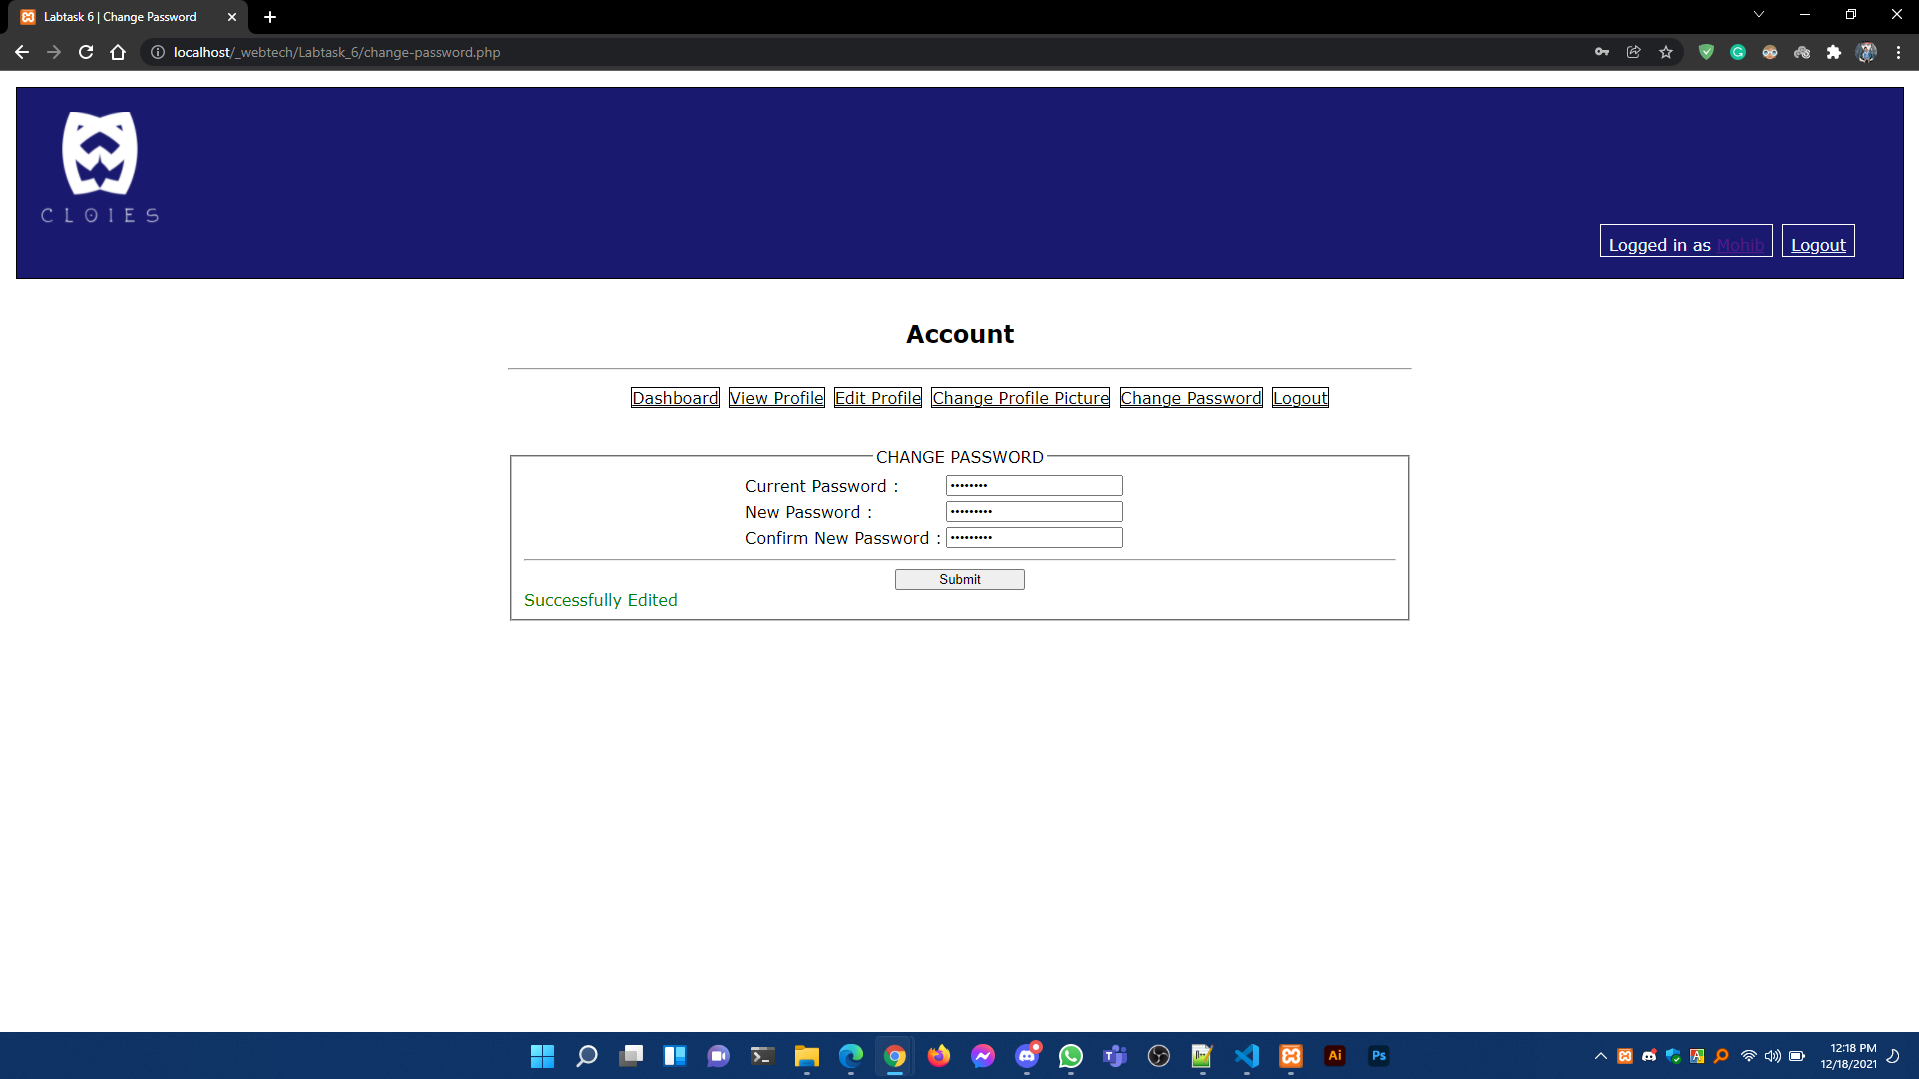 Labtask 6 | Change Password
localhost/_webtech/Labtask_6/change-password.php
CLOIES
Logged in as Mohib
Logout
Account
Dashboard View Profile Edit Profile Change Profile Picture Change Password Logout
CHANGE PASSWORD
Current Password : ••••••••
New Password : •••••••••
Confirm New Password : •••••••••
Submit
Successfully Edited
Ai
Ps
12:18 PM
12/18/2021